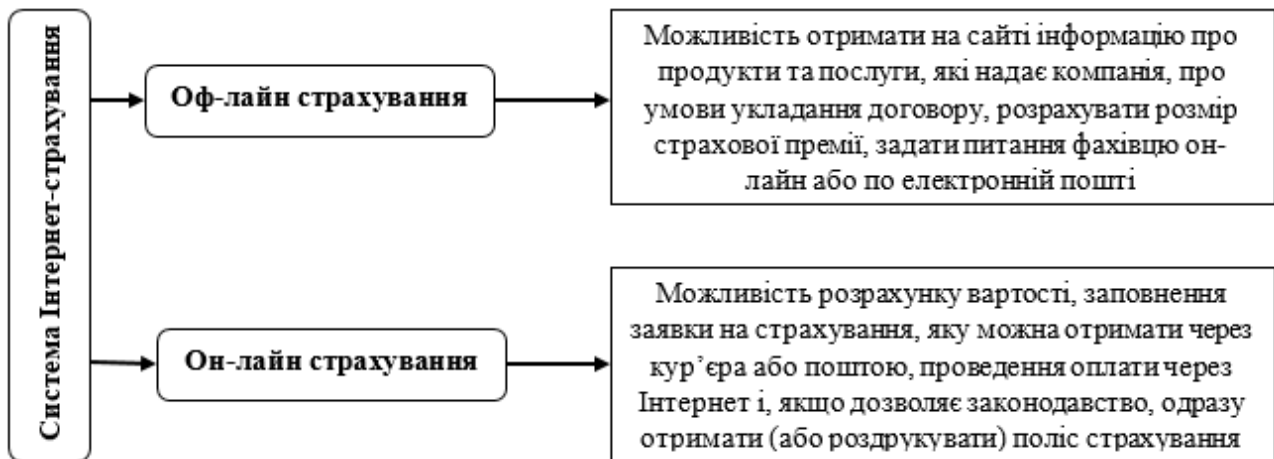 Система Інтернет-страхування
Оф-лайн страхування
Можливість отримати на сайті інформацію про
продукти та послуги, які надає компанія, про
умови укладання договору, розрахувати розмір
страхової премії, задати питання фахівцю он-
лайн або по електронній пошті
Он-лайн страхування
Можливість розрахунку вартості, заповнення
заявки на страхування, яку можна отримати через
кур’єра або поштою, проведення оплати через
Інтернет і, якщо дозволяє законодавство, одразу
отримати (або роздрукувати) поліс страхування